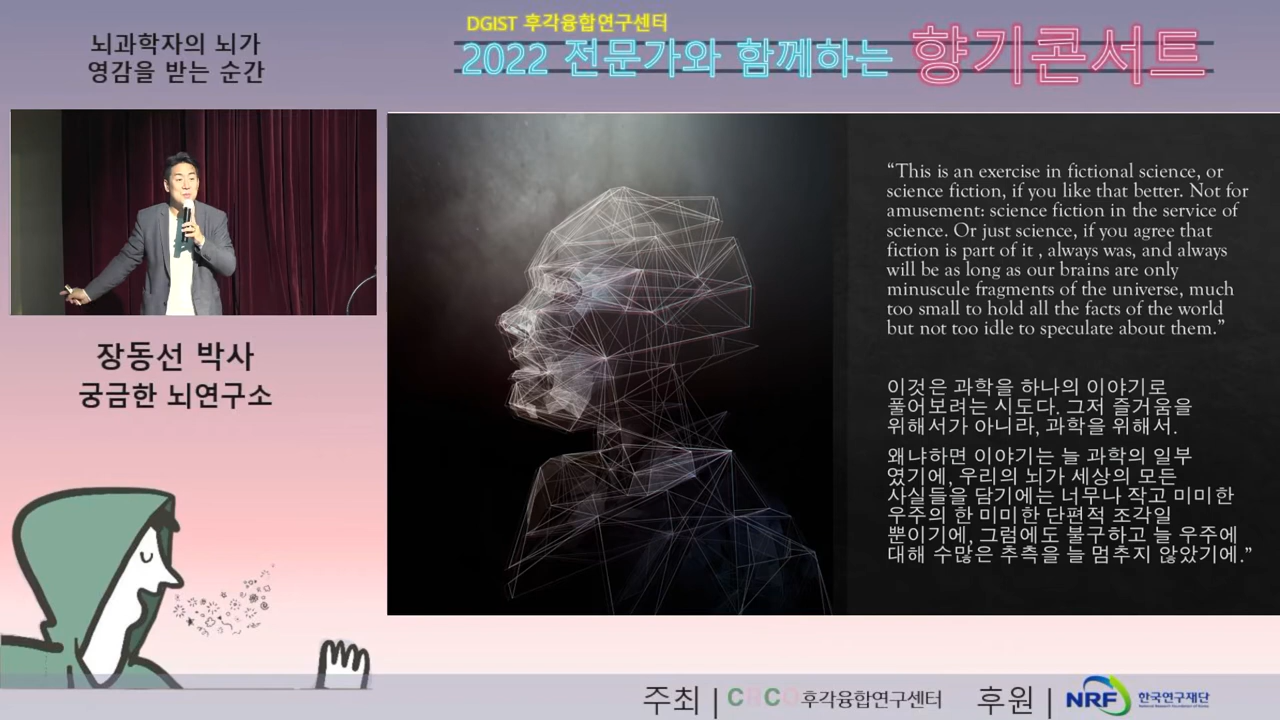 뇌과학자의 뇌가
영감을 받는 순간
DGIST 후각융합연구센터
2022 전문가와 함께하는 향기콘서트
장동선 박사
궁금한 뇌연구소
“This is an exercise in fictional science, or
science fiction, if you like that better. Not for
amusement: science fiction in the service of
science. Or just science, if you agree that
fiction is part of it , always was, and always
will be as long as our brains are only
minuscule fragments of the universe, much
too small to hold all the facts of the world
but not too idle to speculate about them.”
이것은 과학을 하나의 이야기로
풀어보려는 시도다. 그저 즐거움을
위해서가 아니라, 과학을 위해서.
왜냐하면 이야기는 늘 과학의 일부
였기에, 우리의 뇌가 세상의 모든
사실들을 담기에는 너무나 작고 미미한
우주의 한 미미한 단편적 조각일
뿐이기에, 그럼에도 불구하고 늘 우주에
대해 수많은 추측을 늘 멈추지 않았기에.”
주최 | CRCO 후각융합연구센터 후원 | NRF 한국연구재단
National Research Foundation of Korea